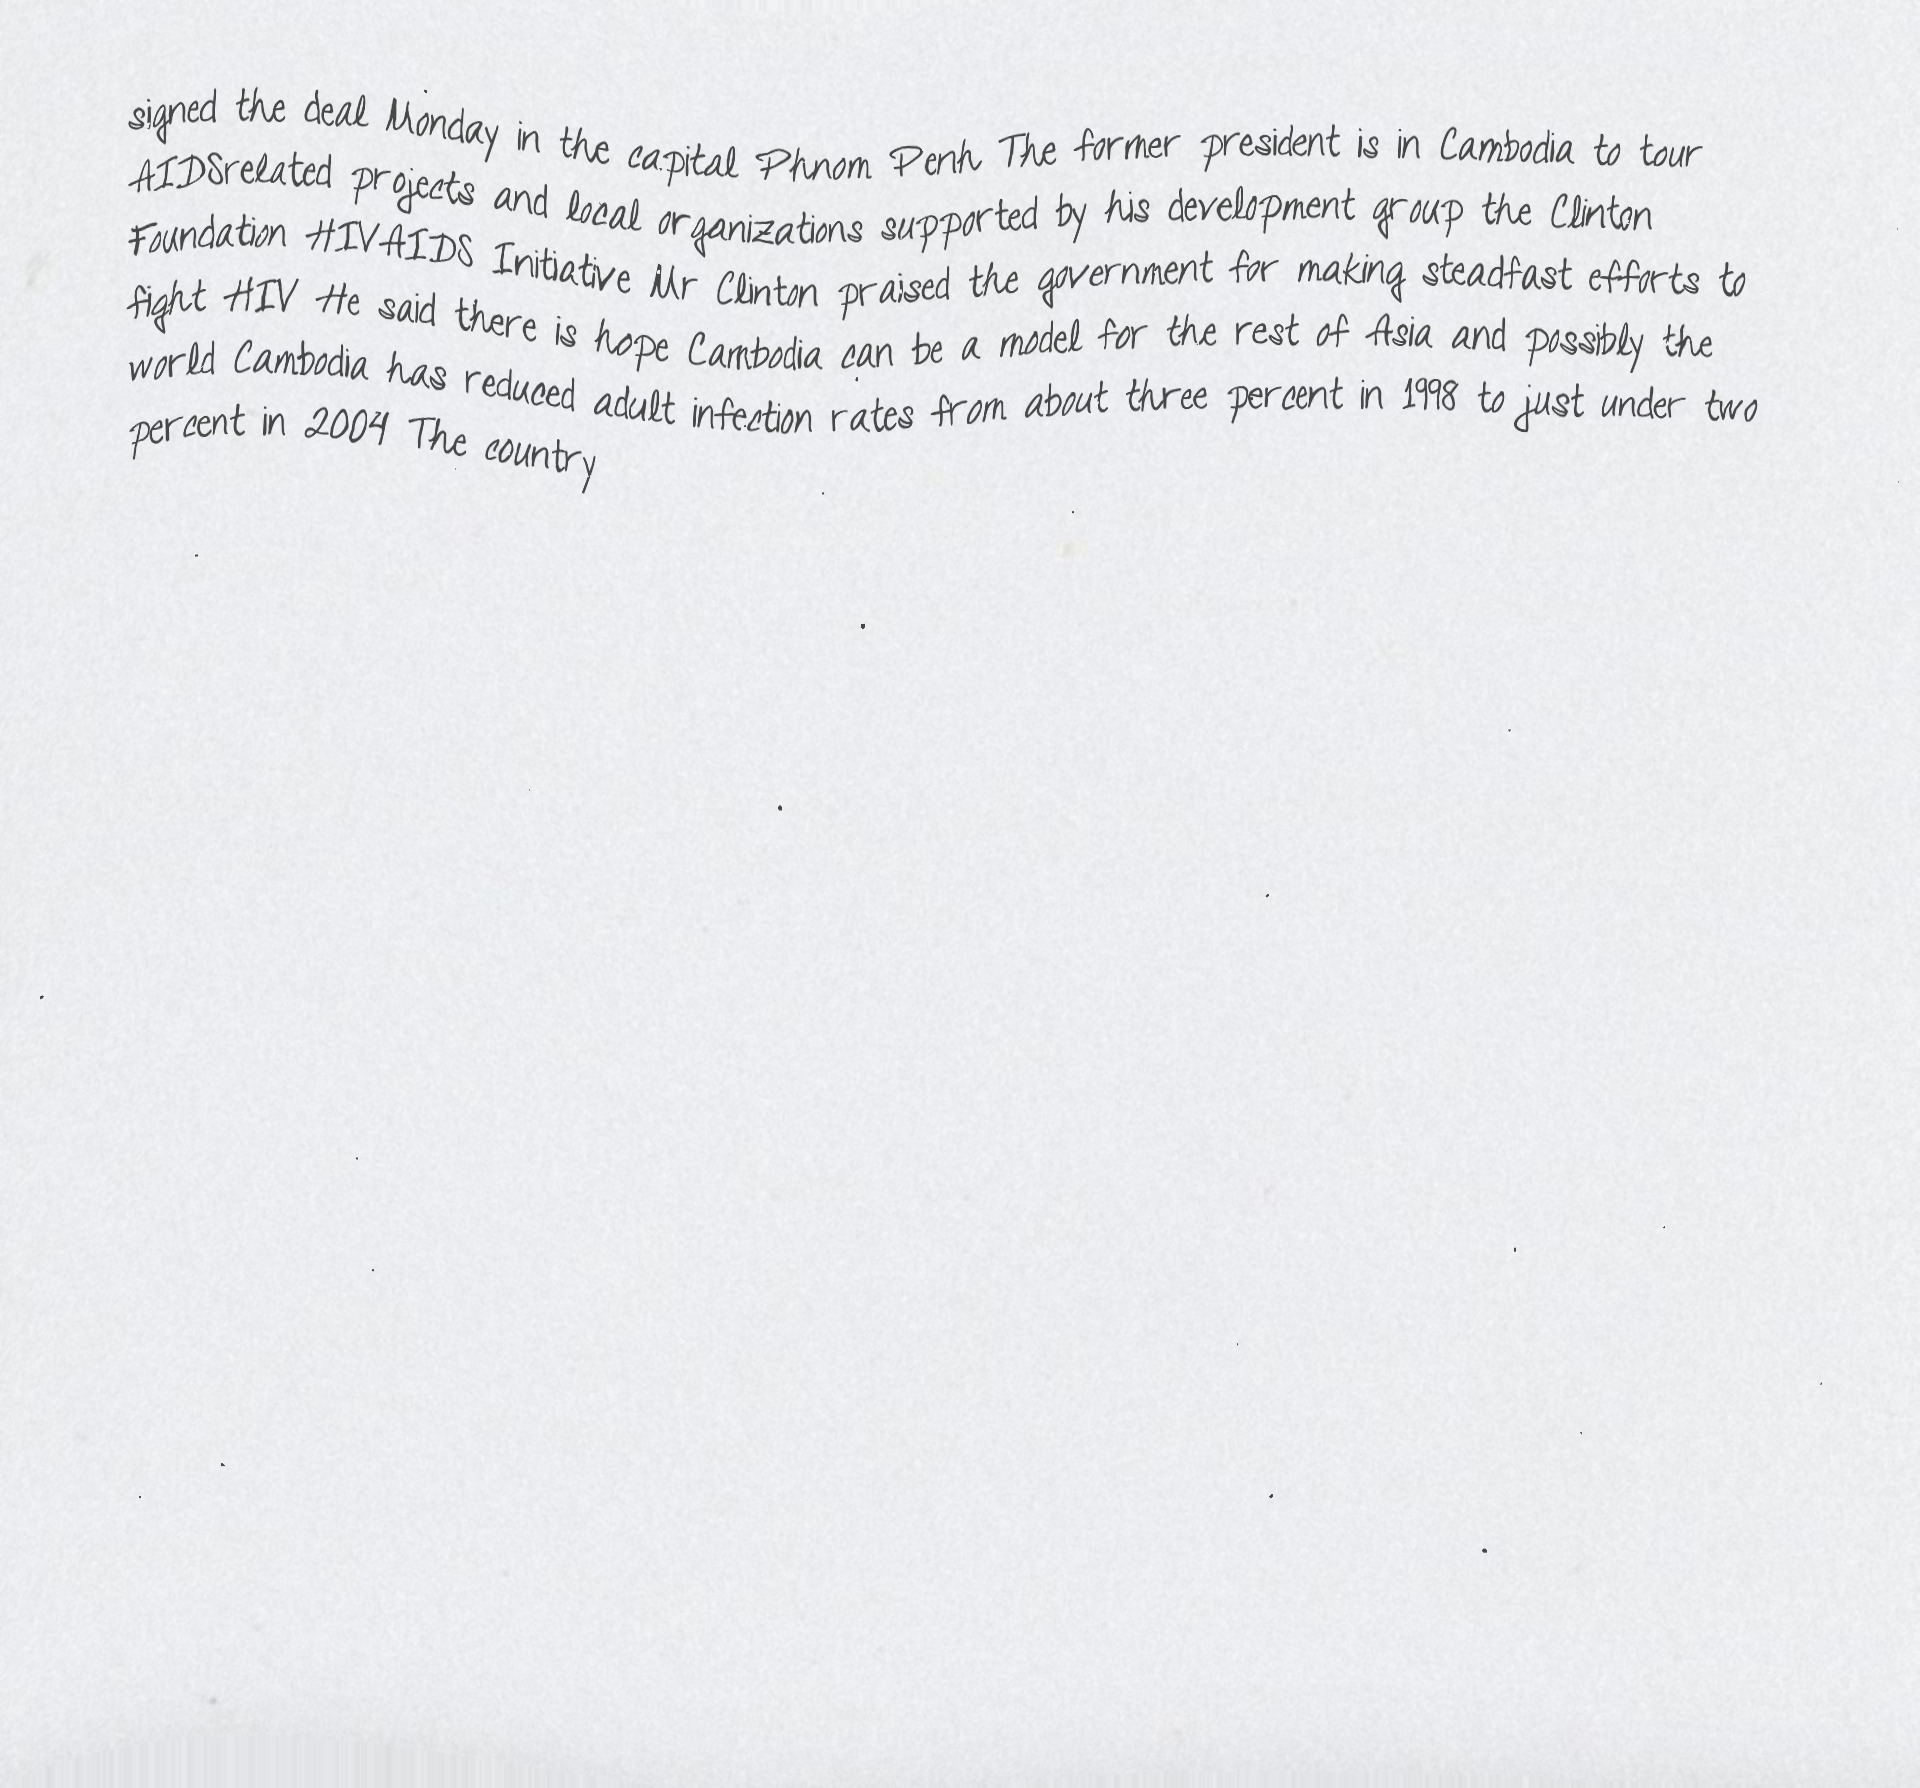 signed the deal Monday in the capital Phnom Penh The former president is in Cambodia to tour
AIDSrelated projects and local organizations supported by his development group the Clinton
Foundation HIVAIDS Initiative Mr Clinton praised the government for making steadfast efforts to
fight HIV He said there is hope Cambodia can be a model for the rest of Asia and possibly the
world Cambodia has reduced adult infection rates from about three percent in 1998 to just under two
percent in 2004 The country